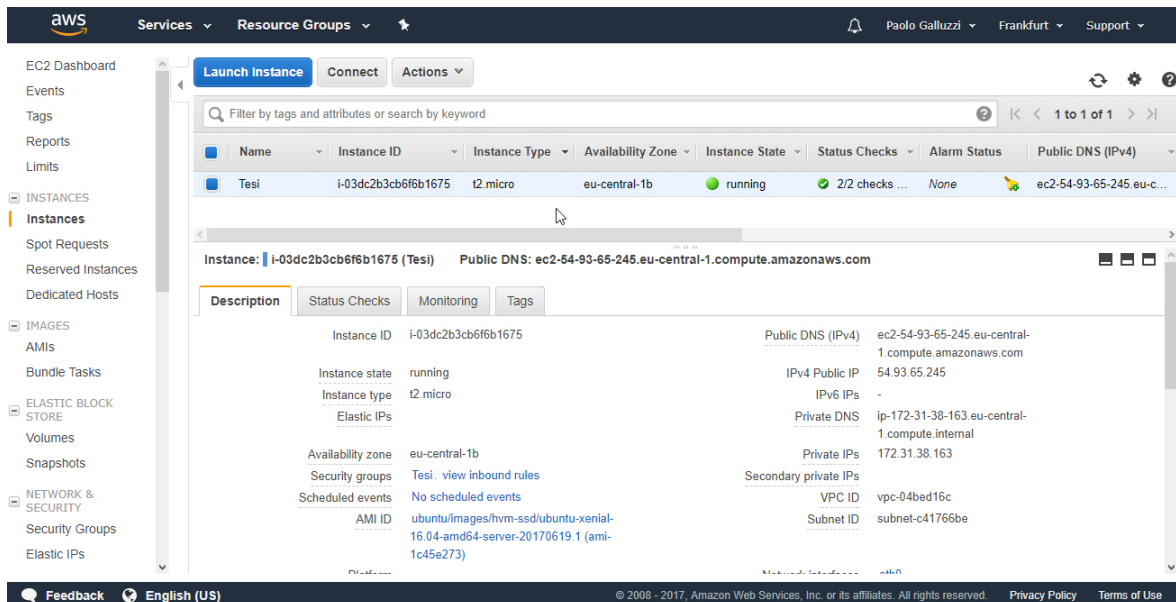 aws Services Resource Groups Paolo Galluzzi Frankfurt Support
EC2 Dashboard
Events
Tags
Reports
Limits
INSTANCES
Instances
Spot Requests
Reserved Instances
Dedicated Hosts
IMAGES
AMIs
Bundle Tasks
ELASTIC BLOCK
STORE
Volumes
Snapshots
NETWORK &
SECURITY
Security Groups
Elastic IPs
Launch Instance Connect Actions
Filter by tags and attributes or search by keyword
1 to 1 of 1
Name Instance ID Instance Type Availability Zone Instance State Status Checks Alarm Status Public DNS (IPv4)
Tesi i-03dc2b3cb6f6b1675 t2.micro eu-central-1b running 2/2 checks ... None ec2-54-93-65-245.eu-c...
Instance: i-03dc2b3cb6f6b1675 (Tesi) Public DNS: ec2-54-93-65-245.eu-central-1.compute.amazonaws.com
Description Status Checks Monitoring Tags
Instance ID i-03dc2b3cb6f6b1675
Instance state running
Instance type t2.micro
Elastic IPs
Availability zone eu-central-1b
Security groups Tesi. view inbound rules
Scheduled events No scheduled events
AMI ID ubuntu/images/hvm-ssd/ubuntu-xenial-
16.04-amd64-server-20170619.1 (ami-
1c45e273)
Platform
Public DNS (IPv4) ec2-54-93-65-245.eu-central-
1.compute.amazonaws.com
IPv4 Public IP 54.93.65.245
IPv6 IPs -
Private DNS ip-172-31-38-163.eu-central-
1.compute.internal
Private IPs 172.31.38.163
Secondary private IPs
VPC ID vpc-04bed16c
Subnet ID subnet-c41766be
Network interfaces eth0
Feedback English (US) © 2008 - 2017, Amazon Web Services, Inc. or its affiliates. All rights reserved. Privacy Policy Terms of Use